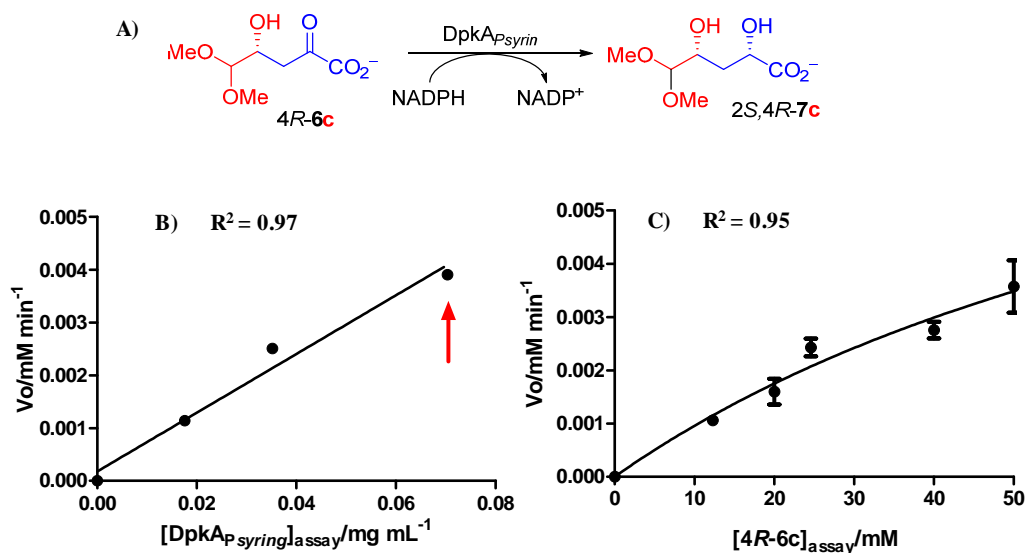 A)
OH
O
MeO
CO₂⁻
OMe
4R-6c
DpkAPsyrin
NADPH
NADP⁺
OH
OH
MeO
CO₂⁻
OMe
2S,4R-7c
B) R² = 0.97
0.005
0.004
0.003
0.002
0.001
0.000
Vo/mM min⁻¹
0.00 0.02 0.04 0.06 0.08
[DpkAPsyring]assay/mg mL⁻¹
C) R² = 0.95
0.005
0.004
0.003
0.002
0.001
0.000
Vo/mM min⁻¹
0 10 20 30 40 50
[4R-6c]assay/mM